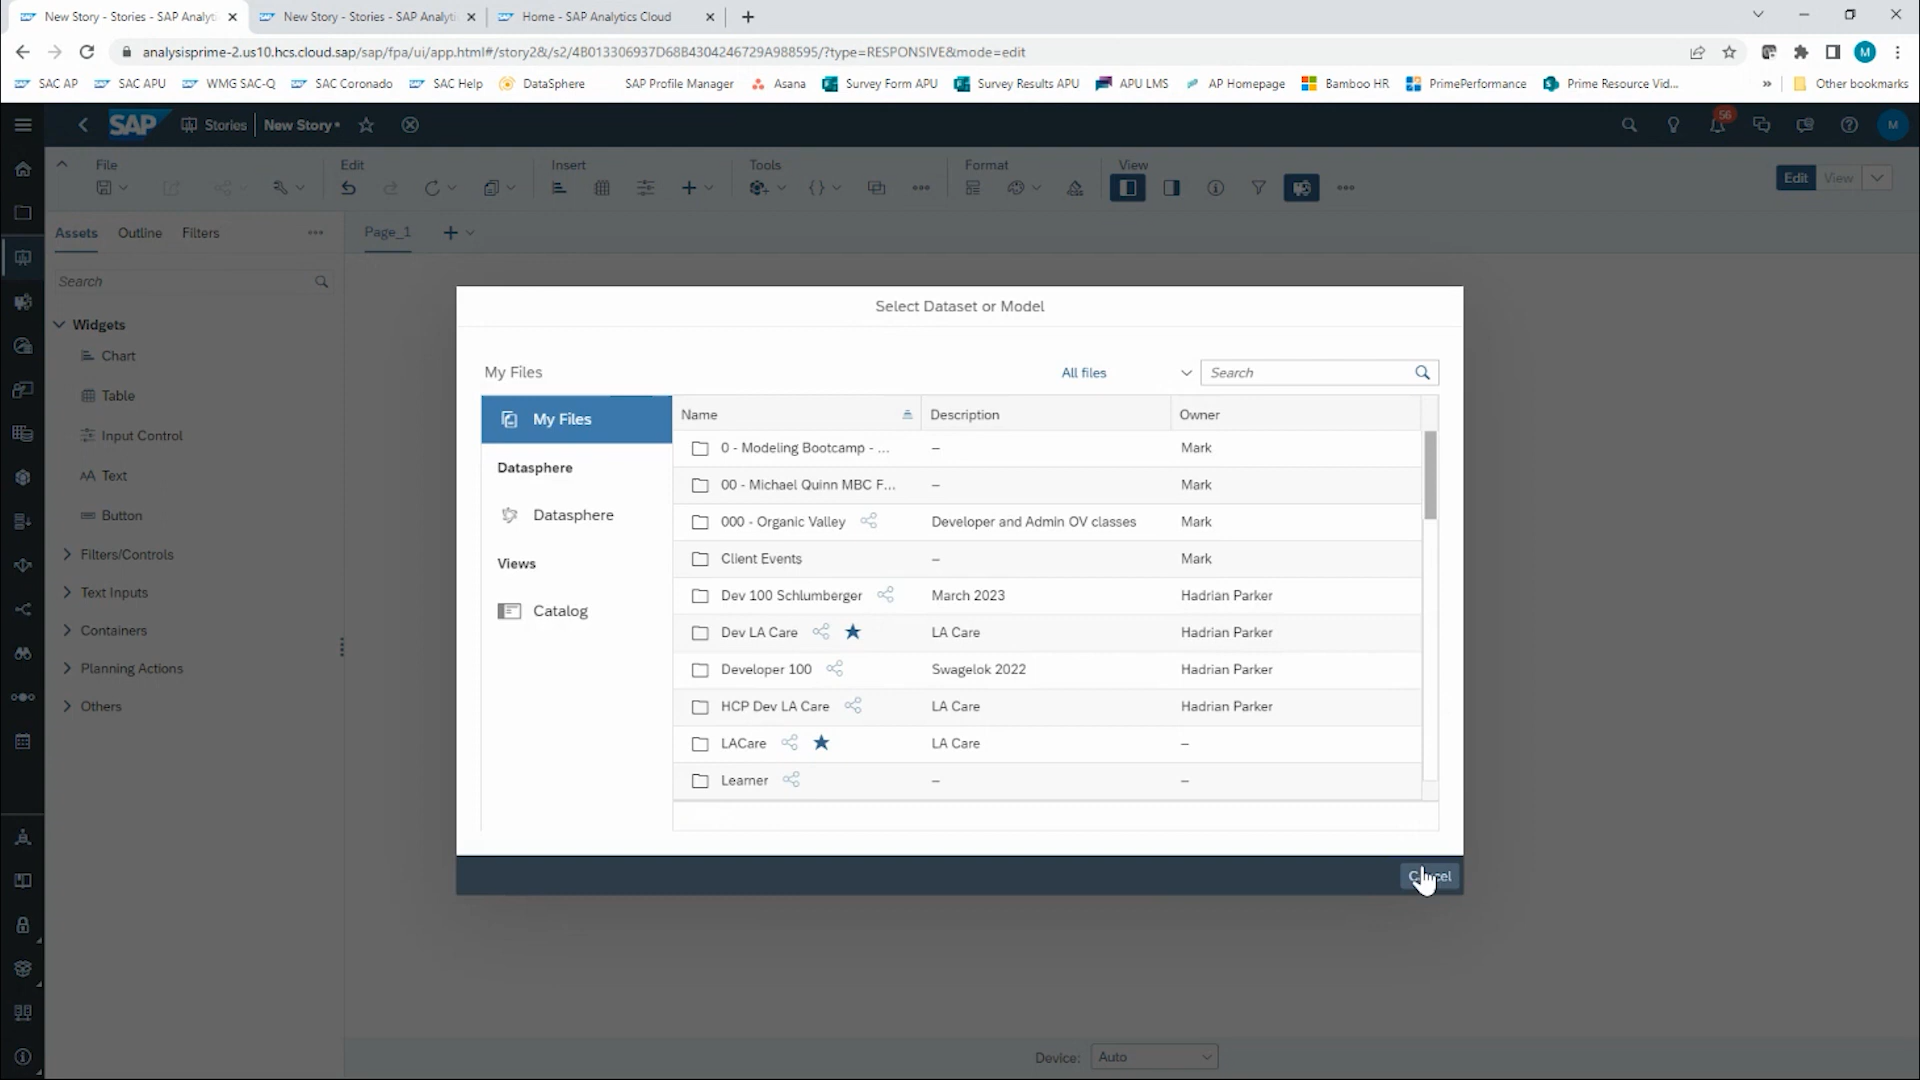 New Story - Stories - SAP Analytic
New Story - Stories - SAP Analytic
Home - SAP Analytics Cloud
analysisprime-2.us10.hcs.cloud.sap/sap/fpa/ui/app.html#/story2&/s2/4B013306937D68B4304246729A988595/?type=RESPONSIVE&mode=edit
M
SAC AP
SAC APU
WMG SAC-Q
SAC Coronado
SAC Help
DataSphere
SAP Profile Manager
Asana
Survey Form APU
Survey Results APU
APU LMS
AP Homepage
Bamboo HR
PrimePerformance
Prime Resource Vid...
Other bookmarks
SAP
Stories
New Story*
56
M
File
Edit
Insert
Tools
Format
View
Edit
View
Assets
Outline
Filters
Page_1
Search
Widgets
Chart
Table
Input Control
AA Text
Button
Filters/Controls
Text Inputs
Containers
Planning Actions
Others
Select Dataset or Model
My Files
All files
Search
My Files
Datasphere
Datasphere
Views
Catalog
Name Description Owner
0 - Modeling Bootcamp - ... – Mark
00 - Michael Quinn MBC F... – Mark
000 - Organic Valley Developer and Admin OV classes Mark
Client Events – Mark
Dev 100 Schlumberger March 2023 Hadrian Parker
Dev LA Care LA Care Hadrian Parker
Developer 100 Swagelok 2022 Hadrian Parker
HCP Dev LA Care LA Care Hadrian Parker
LACare LA Care –
Learner – –
Cancel
Device: Auto